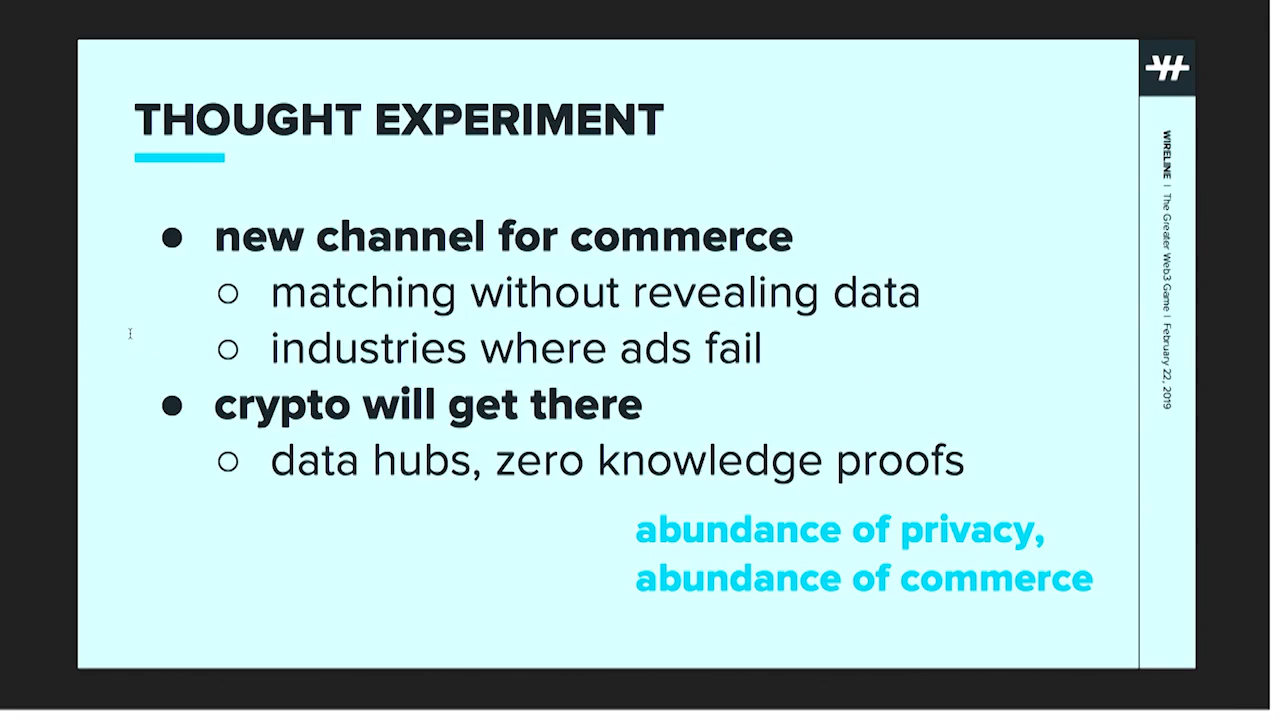 THOUGHT EXPERIMENT
● new channel for commerce
○ matching without revealing data
○ industries where ads fail
● crypto will get there
○ data hubs, zero knowledge proofs
abundance of privacy,
abundance of commerce
WIRELINE | The Greater Web3 Game | February 22, 2019